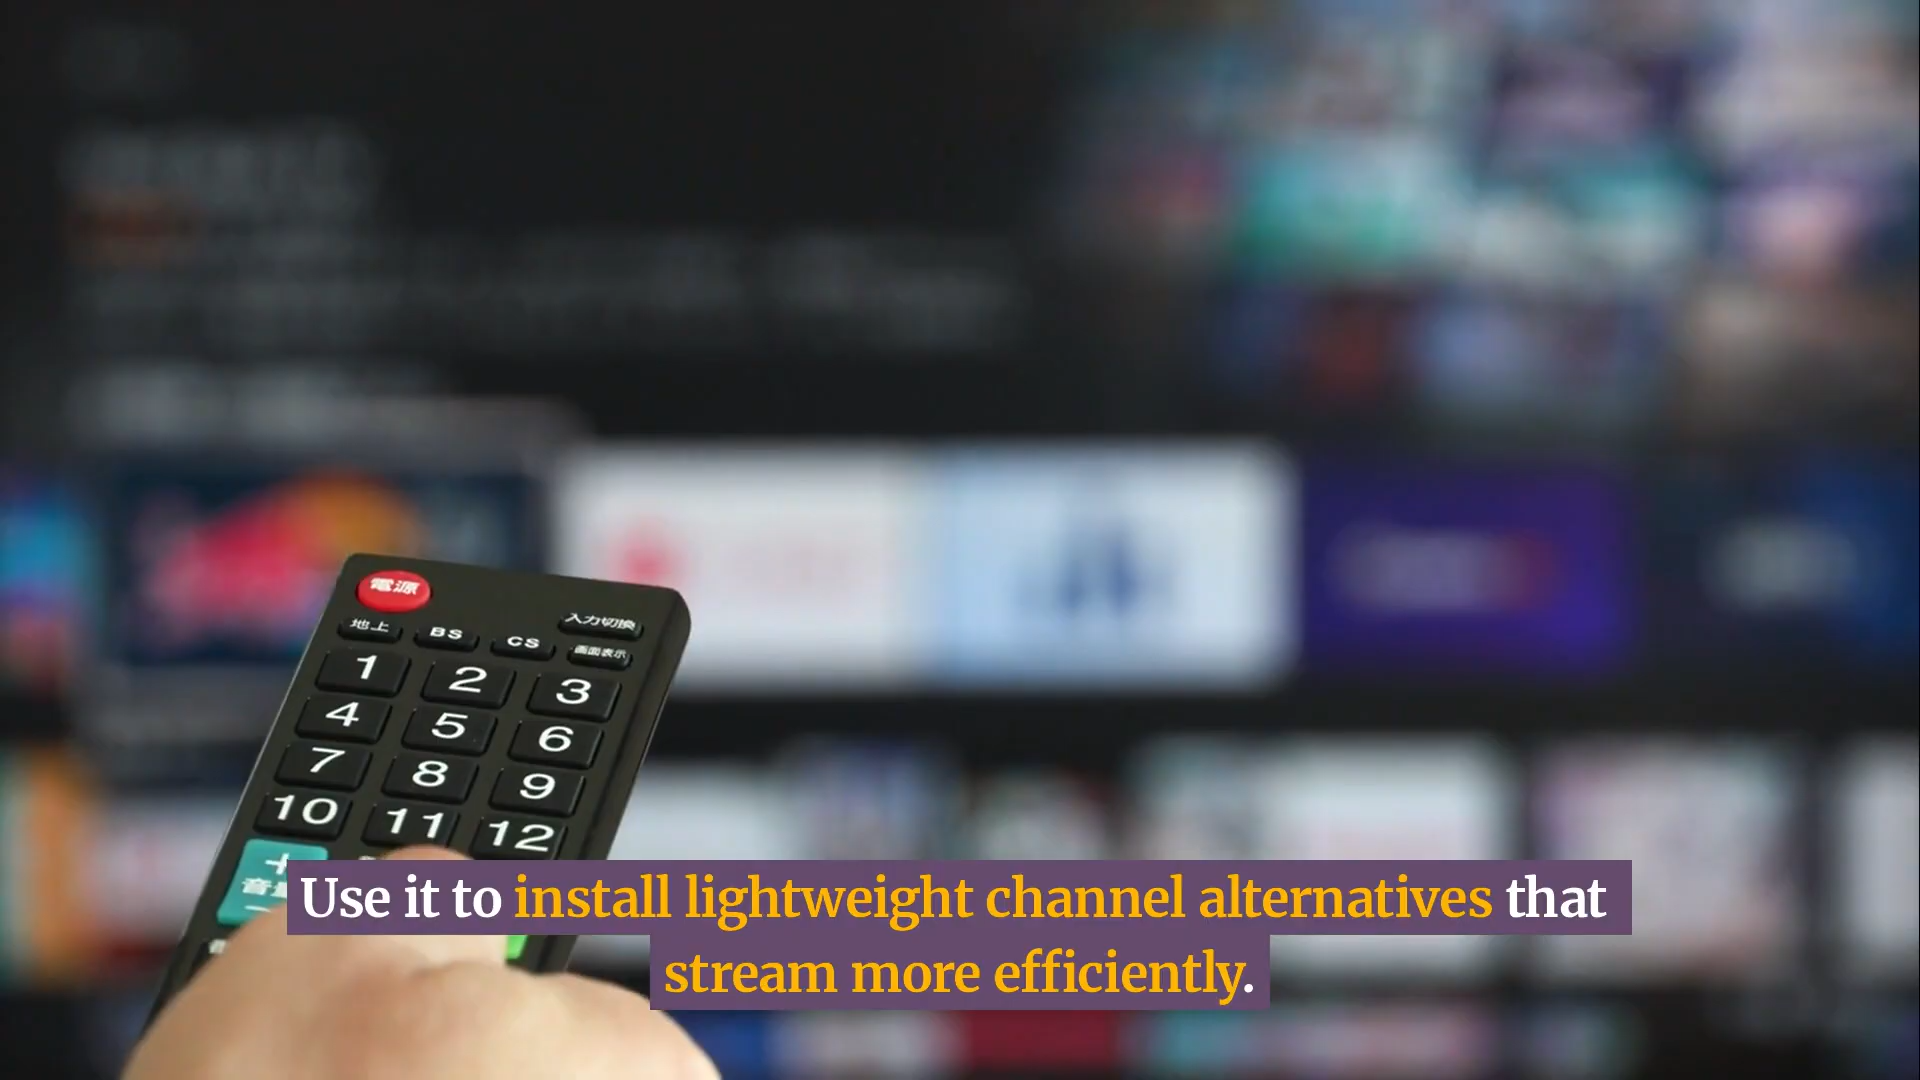 電源
地上 BS CS 入力切換
画面表示
1 2 3
4 5 6
7 8 9
10 11 12
+
Use it to install lightweight channel alternatives that
stream more efficiently.